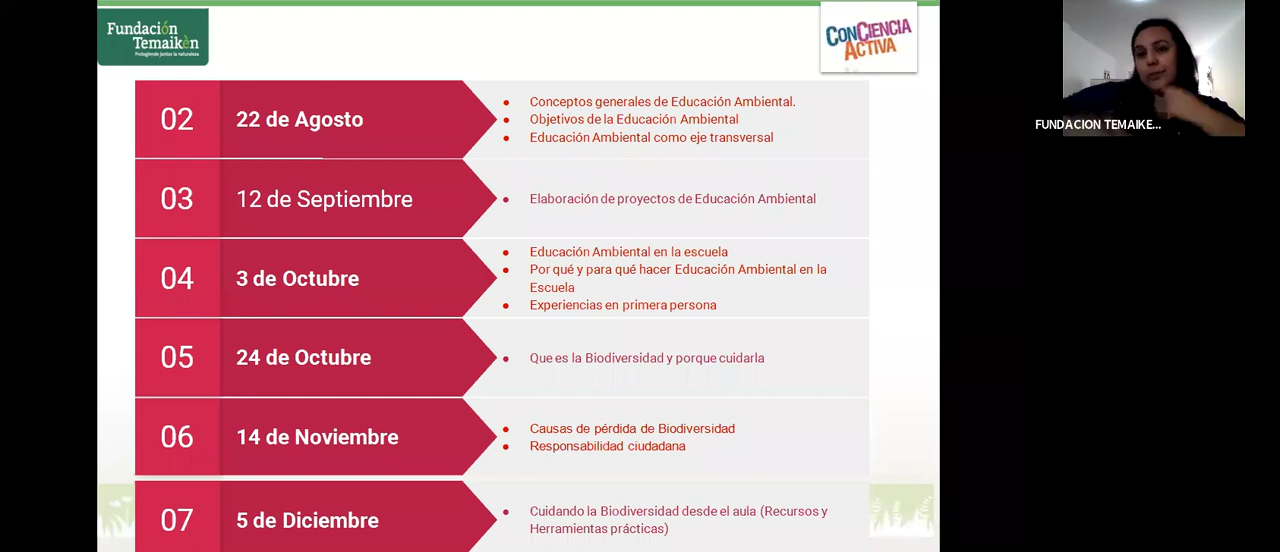 Fundación
Temaikèn
Protegiendo juntos la naturaleza
CONCIENCIA
ACTIVA
FUNDACION TEMAIKE...
02
22 de Agosto
● Conceptos generales de Educación Ambiental.
● Objetivos de la Educación Ambiental
● Educación Ambiental como eje transversal
03
12 de Septiembre
● Elaboración de proyectos de Educación Ambiental
04
3 de Octubre
● Educación Ambiental en la escuela
● Por qué y para qué hacer Educación Ambiental en la
Escuela
● Experiencias en primera persona
05
24 de Octubre
● Que es la Biodiversidad y porque cuidarla
06
14 de Noviembre
● Causas de pérdida de Biodiversidad
● Responsabilidad ciudadana
07
5 de Diciembre
● Cuidando la Biodiversidad desde el aula (Recursos y
Herramientas prácticas)